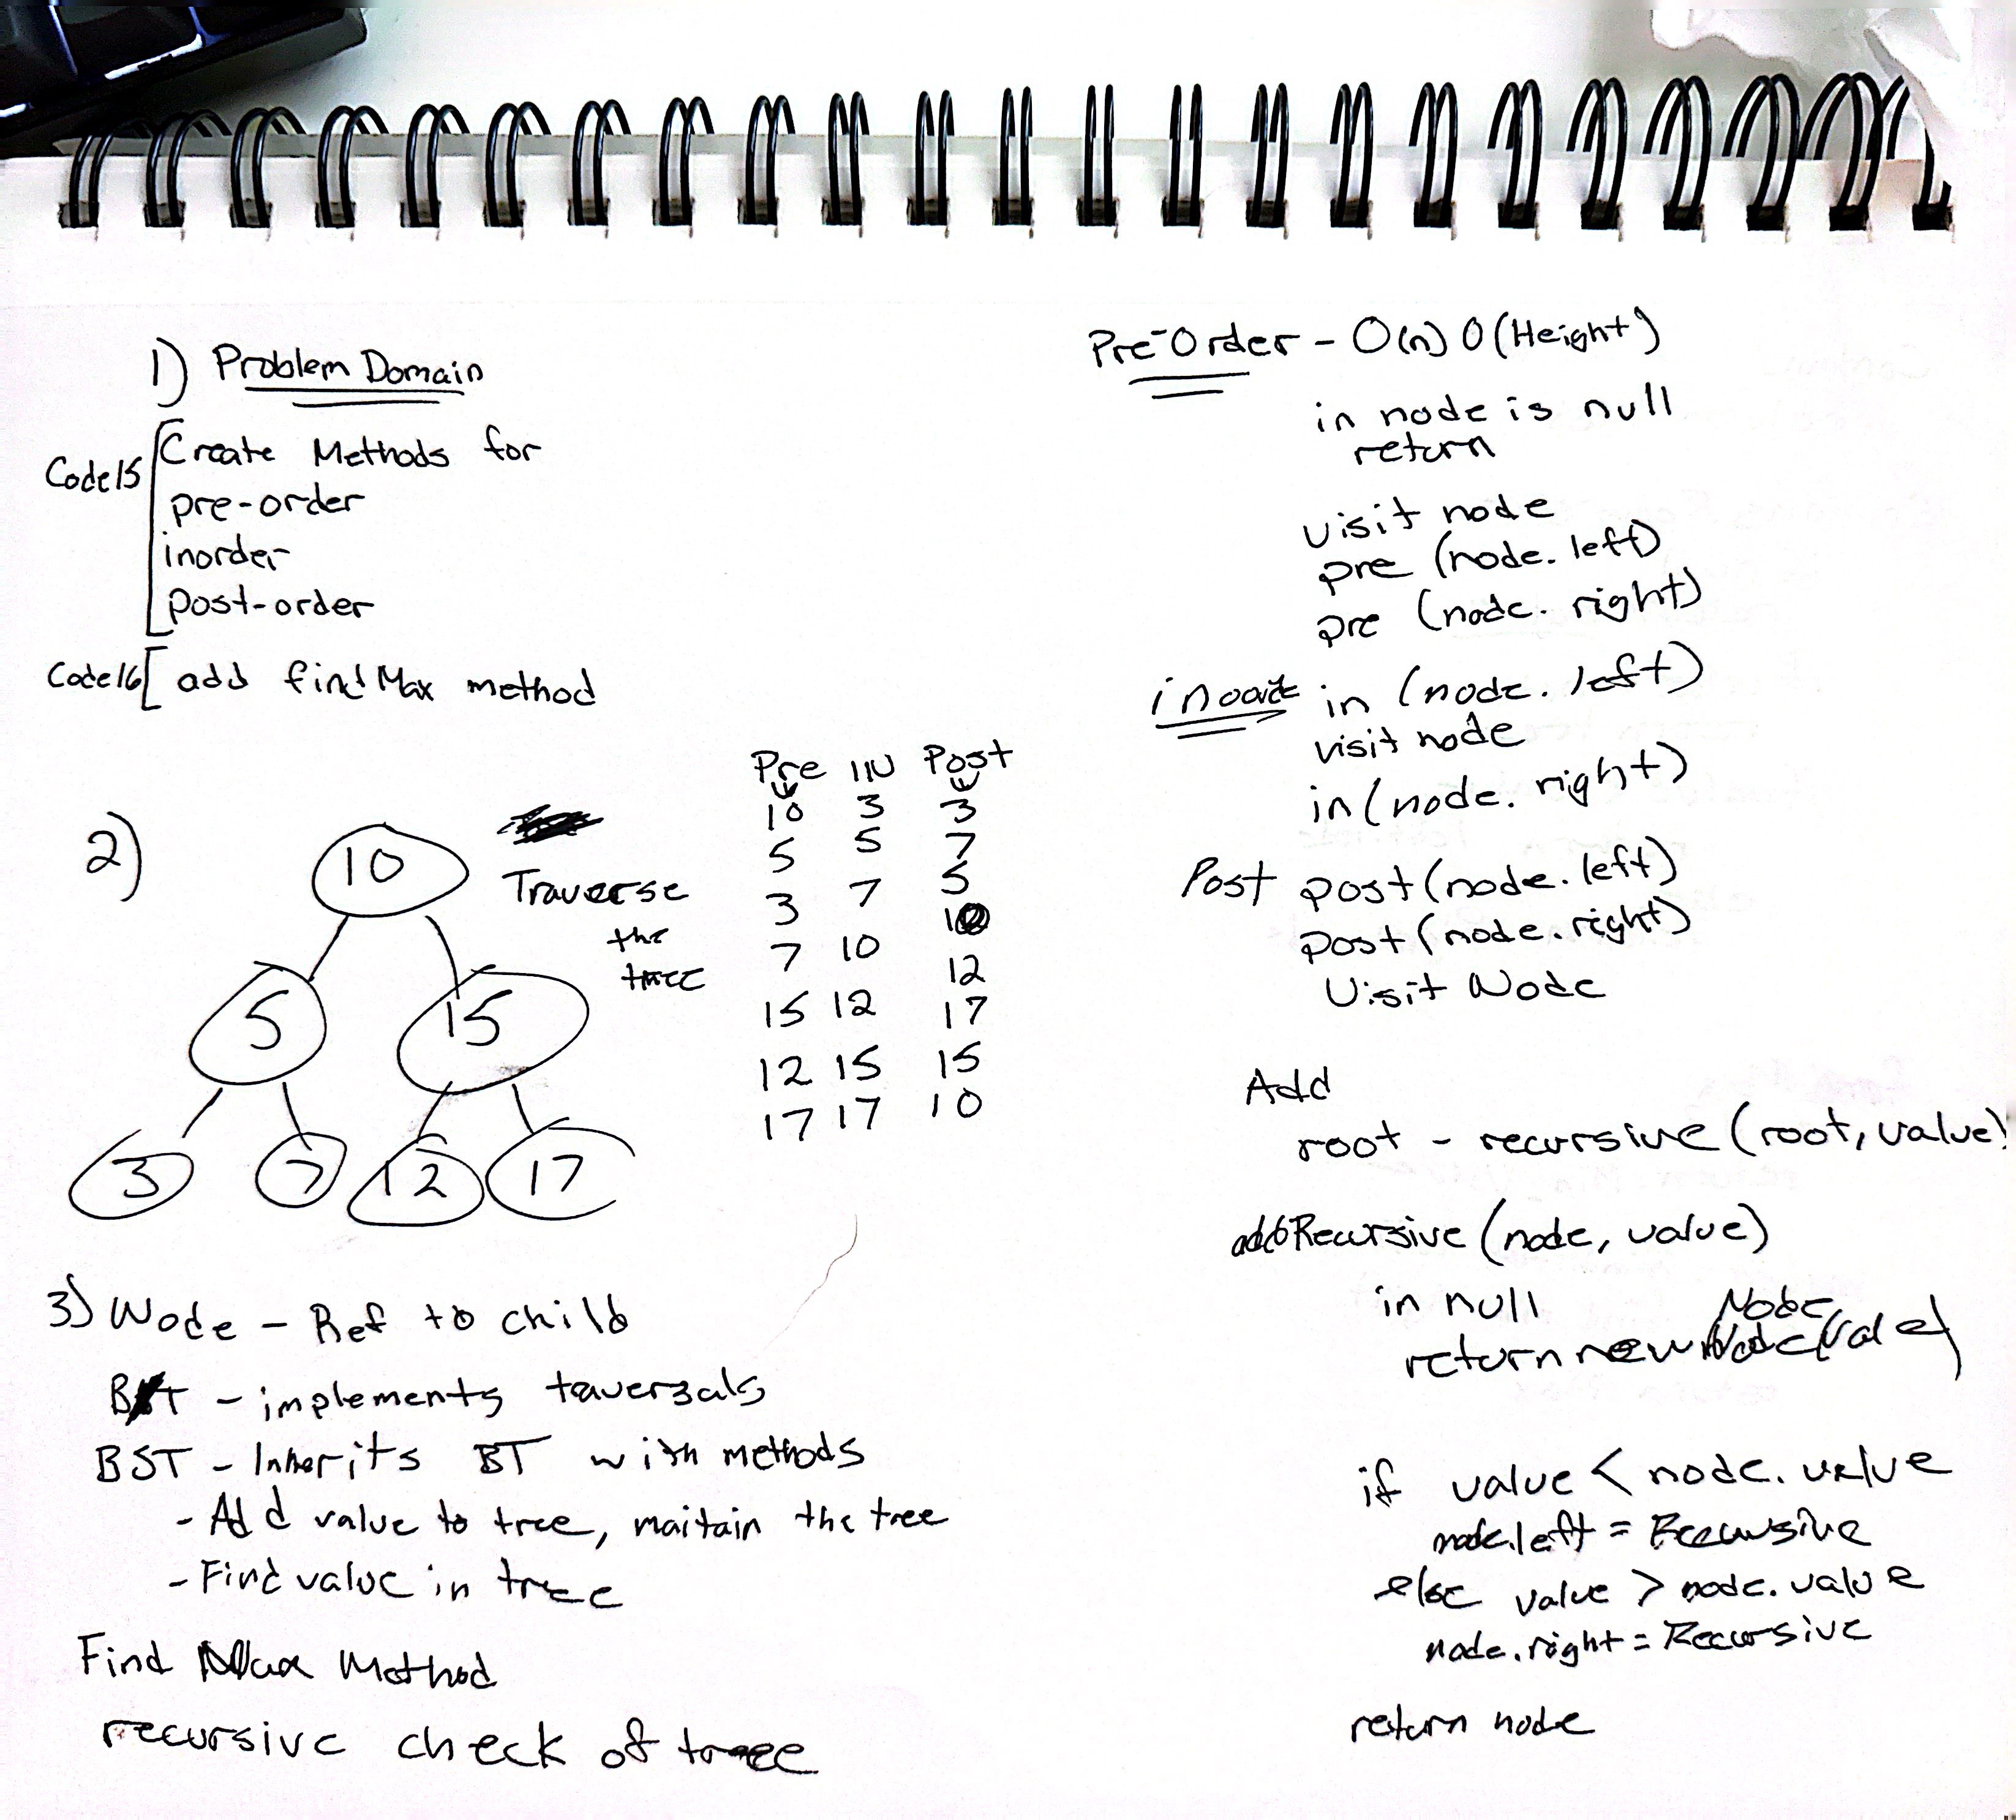 1) Problem Domain
Code15 [Create Methods for
pre-order
inorder
post-order
Code16[ add findMax method
2)
10
5 15
3 7 12 17
Traverse
the
tree
Pre IN Post
10 3 3
5 5 7
3 7 5
7 10
12
15 12 17
12 15 15
17 17 10
3) Node - Ref to child
BT - implements taversals
BST - Inherits BT with methods
- Add value to tree, maitain the tree
- Find value in tree
Find Max Method
recursive check of tree
Pre-Order - O(n) O(Height)
in node is null
return
visit node
pre (node.left)
pre (node.right)
in (node.left)
visit node
in(node.right)
Post post(node.left)
post(node.right)
Visit Node
Add
root - recursive(root, value)
addRecursive (node, value)
in null
Node
return new Node(Value)
if value < node.value
node.left = Recursive
else value > node.value
node.right = Recursive
return node